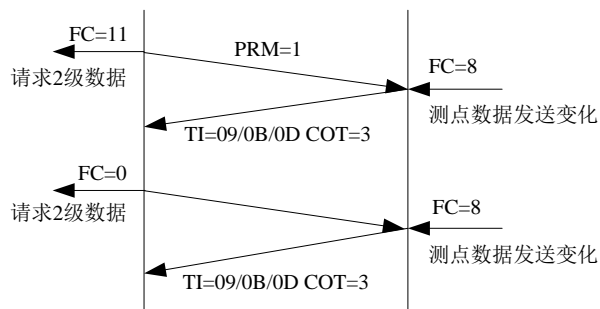 FC=11
PRM=1
请求2级数据
FC=8
测点数据发送变化
TI=09/0B/0D COT=3
FC=0
请求2级数据
FC=8
测点数据发送变化
TI=09/0B/0D COT=3